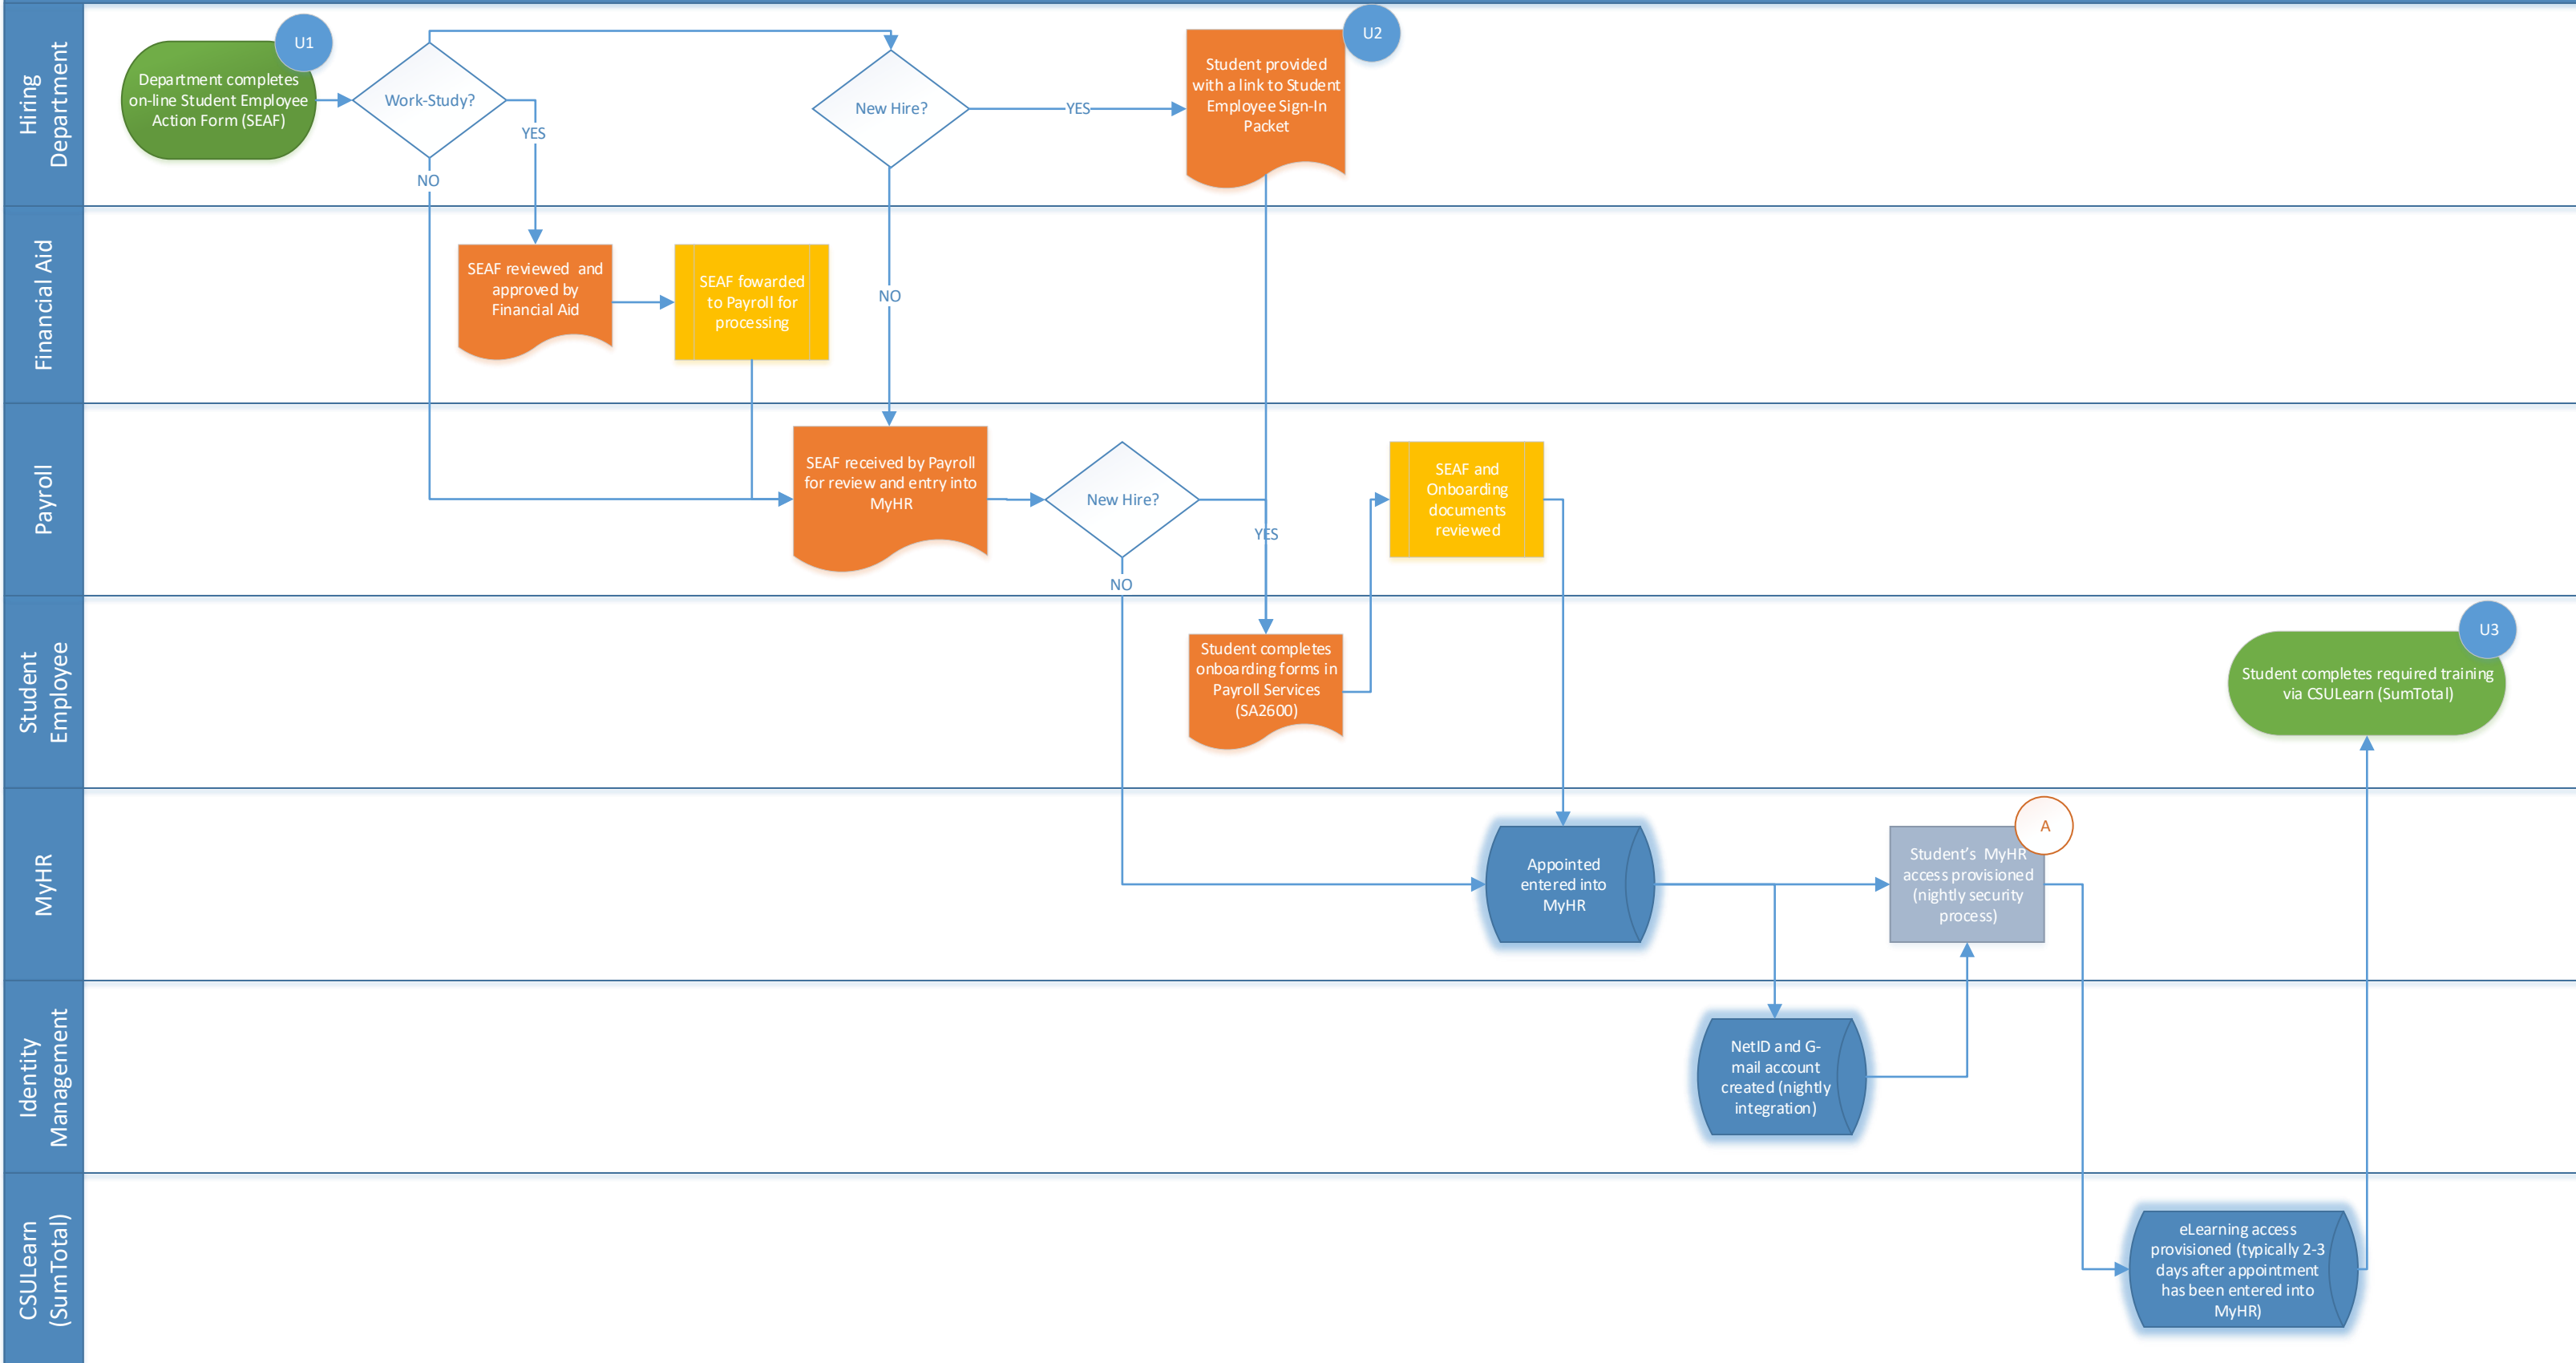 Hiring
Department
U1
Department completes
on-line Student Employee
Action Form (SEAF)
Work-Study?
YES
NO
New Hire?
YES
NO
U2
Student provided
with a link to Student
Employee Sign-In
Packet
Financial Aid
SEAF reviewed and
approved by
Financial Aid
SEAF fowarded
to Payroll for
processing
Payroll
SEAF received by Payroll
for review and entry into
MyHR
New Hire?
YES
NO
SEAF and
Onboarding
documents
reviewed
Student
Employee
Student completes
onboarding forms in
Payroll Services
(SA2600)
U3
Student completes required training
via CSULearn (SumTotal)
MyHR
Appointed
entered into
MyHR
A
Student's MyHR
access provisioned
(nightly security
process)
Identity
Management
NetID and G-
mail account
created (nightly
integration)
CSULearn
(SumTotal)
eLearning access
provisioned (typically 2-3
days after appointment
has been entered into
MyHR)